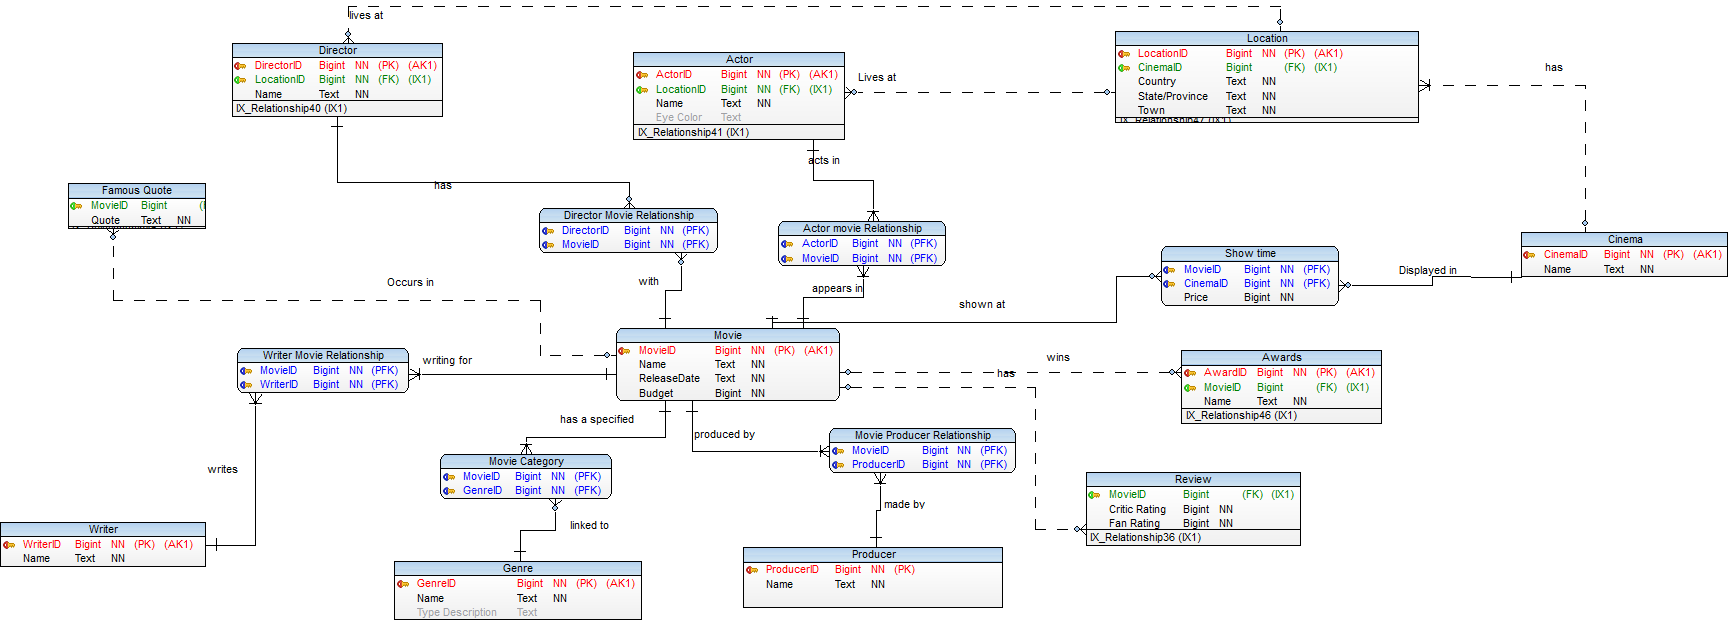 lives at
Director
DirectorID Bigint NN (PK) (AK1)
LocationID Bigint NN (FK) (IX1)
Name Text NN
IX_Relationship40 (IX1)
Actor
ActorID Bigint NN (PK) (AK1)
LocationID Bigint NN (FK) (IX1)
Name Text NN
Eye Color Text
IX_Relationship41 (IX1)
Lives at
Location
LocationID Bigint NN (PK) (AK1)
CinemaID Bigint (FK) (IX1)
Country Text NN
State/Province Text NN
Town Text NN
IX_Relationship47 (IX1)
has
acts in
has
Famous Quote
MovieID Bigint
Quote Text NN
Director Movie Relationship
DirectorID Bigint NN (PFK)
MovieID Bigint NN (PFK)
Actor movie Relationship
ActorID Bigint NN (PFK)
MovieID Bigint NN (PFK)
Cinema
CinemaID Bigint NN (PK) (AK1)
Name Text NN
Show time
MovieID Bigint NN (PFK)
CinemaID Bigint NN (PFK)
Price Bigint NN
Displayed in
Occurs in
with
appears in
shown at
Movie
MovieID Bigint NN (PK) (AK1)
Name Text NN
ReleaseDate Text NN
Budget Bigint NN
Writer Movie Relationship
MovieID Bigint NN (PFK)
WriterID Bigint NN (PFK)
writing for
wins
has
Awards
AwardID Bigint NN (PK) (AK1)
MovieID Bigint (FK) (IX1)
Name Text NN
IX_Relationship46 (IX1)
has a specified
produced by
Movie Producer Relationship
MovieID Bigint NN (PFK)
ProducerID Bigint NN (PFK)
Movie Category
MovieID Bigint NN (PFK)
GenreID Bigint NN (PFK)
writes
Review
MovieID Bigint (FK) (IX1)
Critic Rating Bigint NN
Fan Rating Bigint NN
IX_Relationship36 (IX1)
made by
linked to
Writer
WriterID Bigint NN (PK) (AK1)
Name Text NN
Producer
ProducerID Bigint NN (PK)
Name Text NN
Genre
GenreID Bigint NN (PK) (AK1)
Name Text NN
Type Description Text